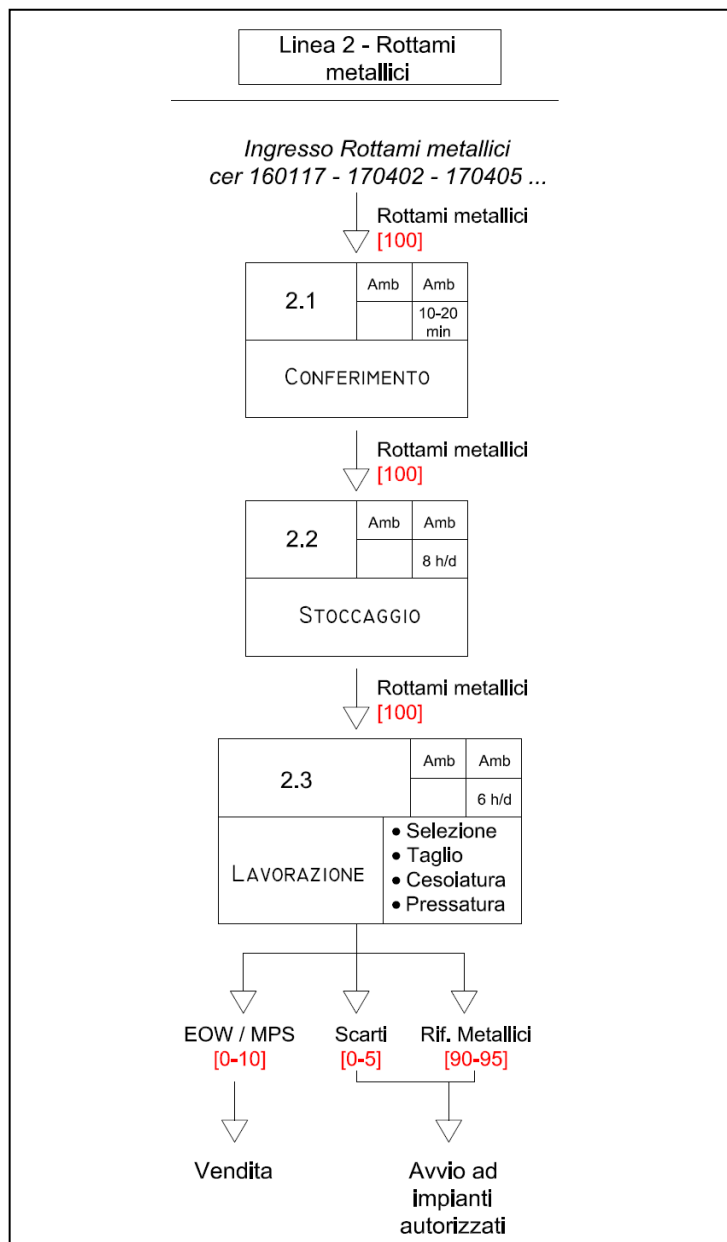 Linea 2 - Rottami
metallici
Ingresso Rottami metallici
cer 160117 - 170402 - 170405 ...
Rottami metallici
[100]
2.1
Amb
Amb
10-20
min
CONFERIMENTO
Rottami metallici
[100]
2.2
Amb
Amb
8 h/d
STOCCAGGIO
Rottami metallici
[100]
2.3
Amb
Amb
6 h/d
LAVORAZIONE
• Selezione
• Taglio
• Cesoiatura
• Pressatura
EOW / MPS
[0-10]
Scarti
[0-5]
Rif. Metallici
[90-95]
Vendita
Avvio ad
impianti
autorizzati